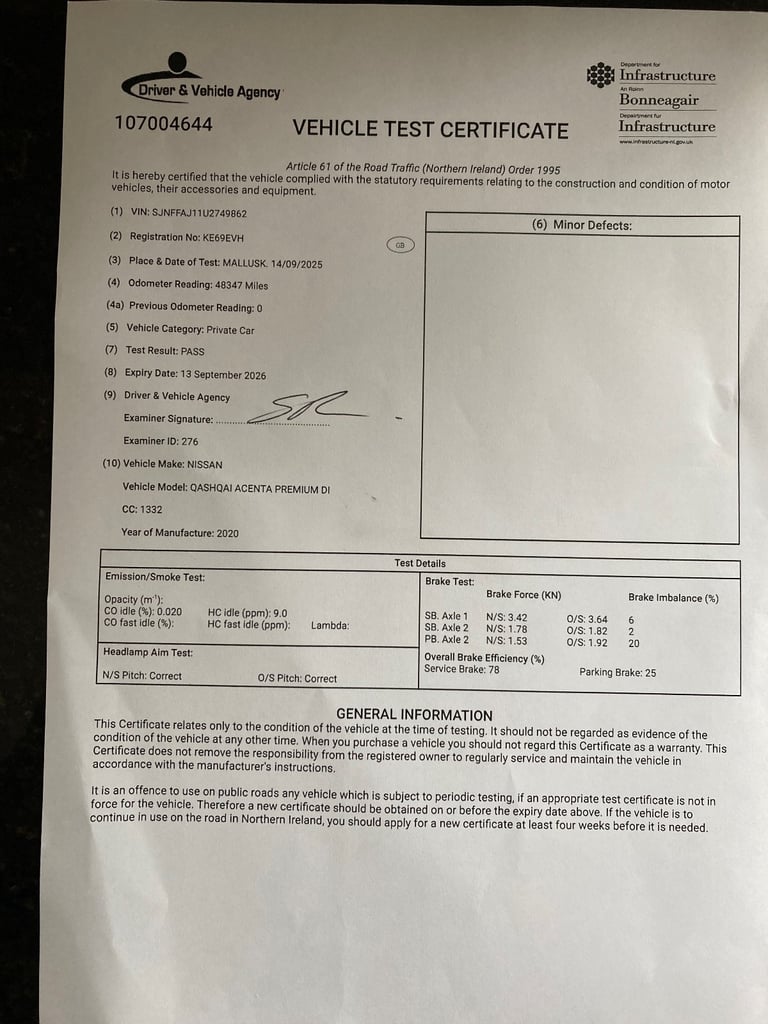 Driver & Vehicle Agency
Department for
Infrastructure
An Roinn
Bonneagair
Department fur
Infrastructure
www.infrastructure-ni.gov.uk
107004644
VEHICLE TEST CERTIFICATE
Article 61 of the Road Traffic (Northern Ireland) Order 1995
It is hereby certified that the vehicle complied with the statutory requirements relating to the construction and condition of motor
vehicles, their accessories and equipment.
(1) VIN: SJNFFAJ11U2749862
(2) Registration No: KE69EVH
GB
(3) Place & Date of Test: MALLUSK. 14/09/2025
(4) Odometer Reading: 48347 Miles
(4a) Previous Odometer Reading: 0
(5) Vehicle Category: Private Car
(7) Test Result: PASS
(8) Expiry Date: 13 September 2026
(9) Driver & Vehicle Agency
Examiner Signature:
Examiner ID: 276
(10) Vehicle Make: NISSAN
Vehicle Model: QASHQAI ACENTA PREMIUM DI
CC: 1332
Year of Manufacture: 2020
(6) Minor Defects:
Test Details
Emission/Smoke Test:
Opacity (m⁻¹):
CO idle (%): 0.020 HC idle (ppm): 9.0
CO fast idle (%): HC fast idle (ppm): Lambda:
Headlamp Aim Test:
N/S Pitch: Correct O/S Pitch: Correct
Brake Test:
Brake Force (KN) Brake Imbalance (%)
SB. Axle 1 N/S: 3.42 O/S: 3.64 6
SB. Axle 2 N/S: 1.78 O/S: 1.82 2
PB. Axle 2 N/S: 1.53 O/S: 1.92 20
Overall Brake Efficiency (%)
Service Brake: 78 Parking Brake: 25
GENERAL INFORMATION
This Certificate relates only to the condition of the vehicle at the time of testing. It should not be regarded as evidence of the
condition of the vehicle at any other time. When you purchase a vehicle you should not regard this Certificate as a warranty. This
Certificate does not remove the responsibility from the registered owner to regularly service and maintain the vehicle in
accordance with the manufacturer's instructions.
It is an offence to use on public roads any vehicle which is subject to periodic testing, if an appropriate test certificate is not in
force for the vehicle. Therefore a new certificate should be obtained on or before the expiry date above. If the vehicle is to
continue in use on the road in Northern Ireland, you should apply for a new certificate at least four weeks before it is needed.